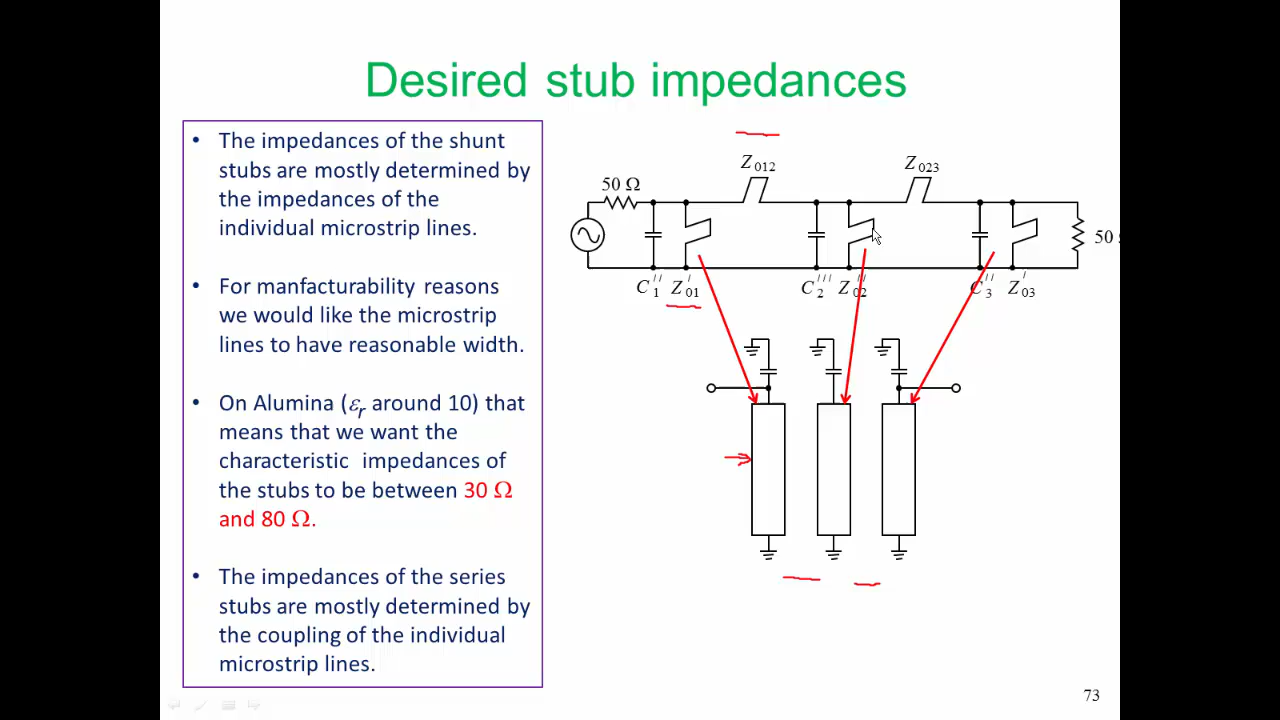 Desired stub impedances
• The impedances of the shunt
stubs are mostly determined by
the impedances of the
individual microstrip lines.
• For manfacturability reasons
we would like the microstrip
lines to have reasonable width.
• On Alumina (εr around 10) that
means that we want the
characteristic impedances of
the stubs to be between 30 Ω
and 80 Ω.
• The impedances of the series
stubs are mostly determined by
the coupling of the individual
microstrip lines.
Z012 Z023
50 Ω
50
C1′′ Z01′ C2′′′ Z02′′ C3′′ Z03′
73